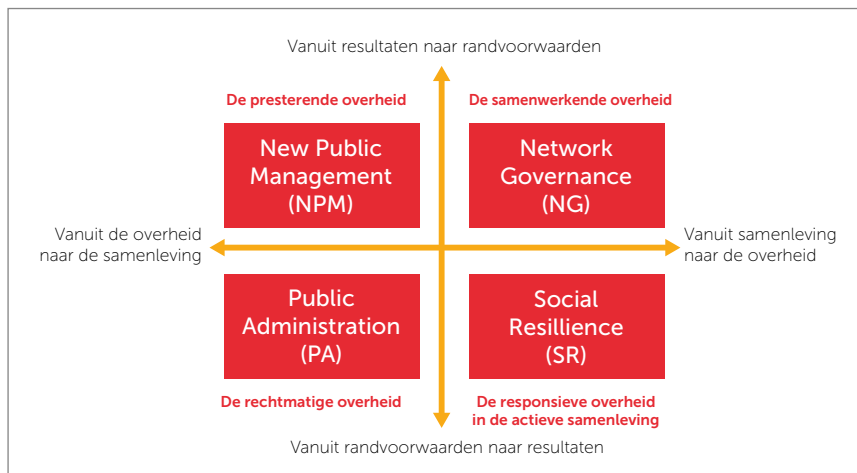 Vanuit resultaten naar randvoorwaarden
De presterende overheid
De samenwerkende overheid
New Public
Management
(NPM)
Network
Governance
(NG)
Vanuit de overheid
naar de samenleving
Vanuit samenleving
naar de overheid
Public
Administration
(PA)
Social
Resillience
(SR)
De rechtmatige overheid
De responsieve overheid
in de actieve samenleving
Vanuit randvoorwaarden naar resultaten